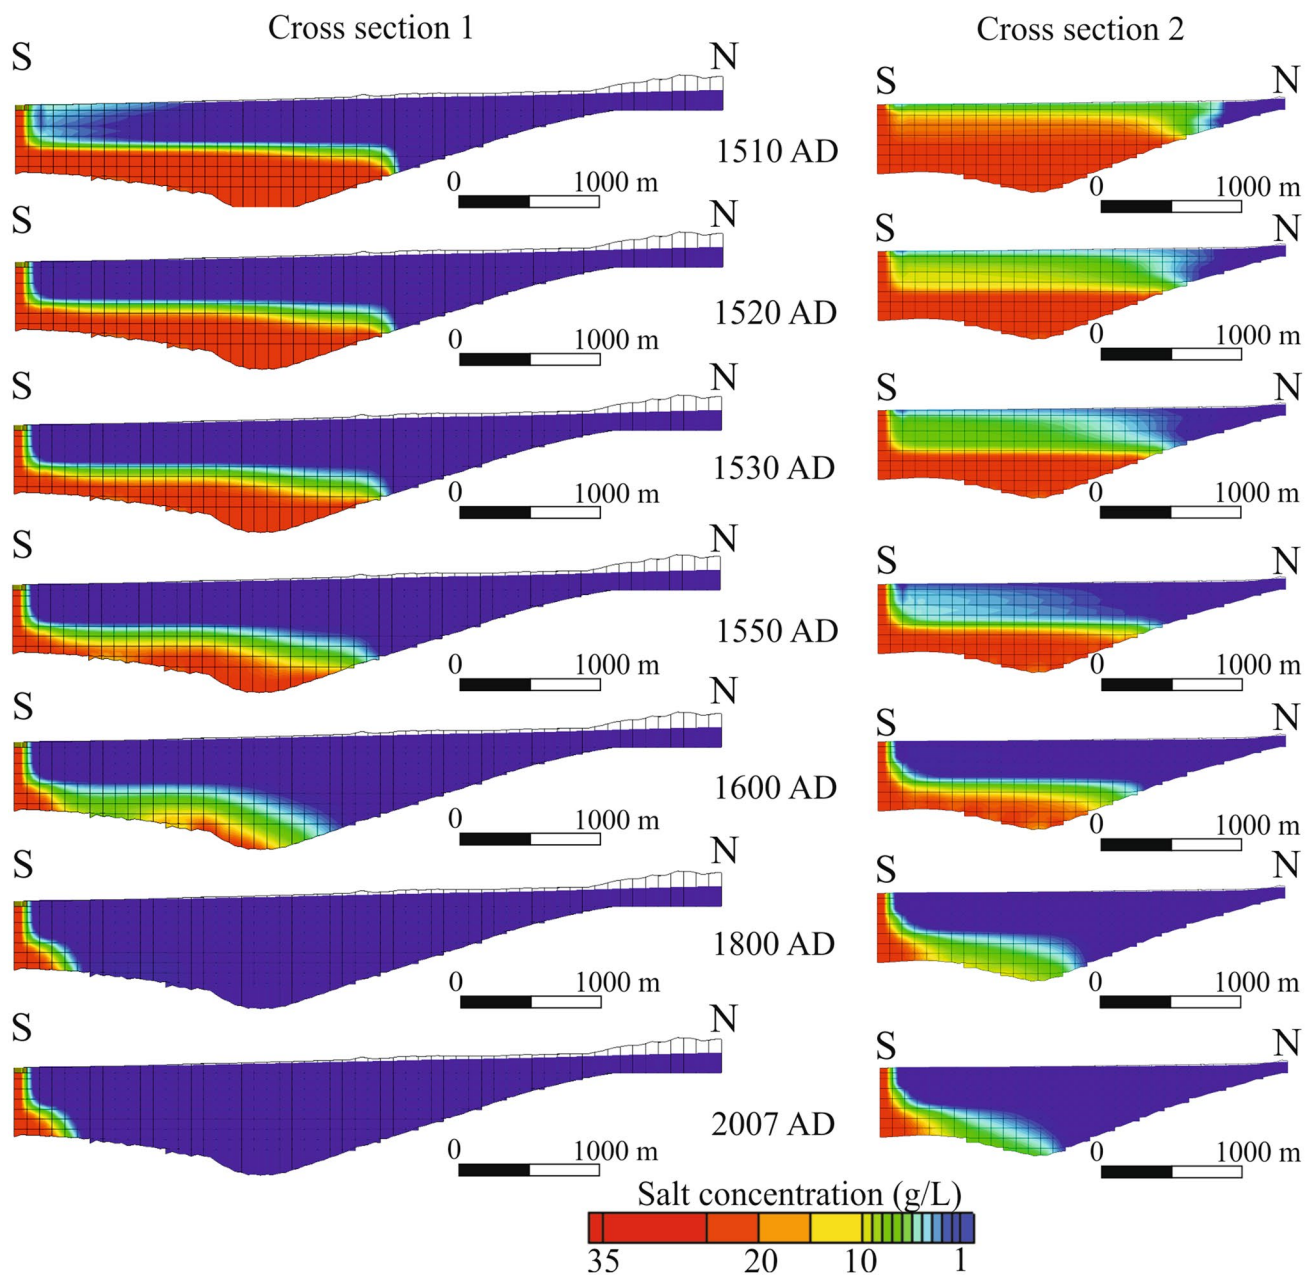 Cross section 1
Cross section 2
S N
S N
1510 AD
0 1000 m
0 1000 m
S N
S N
1520 AD
0 1000 m
0 1000 m
S N
S N
1530 AD
0 1000 m
0 1000 m
S N
S N
1550 AD
0 1000 m
0 1000 m
S N
S N
1600 AD
0 1000 m
0 1000 m
S N
S N
1800 AD
0 1000 m
0 1000 m
S N
S N
2007 AD
0 1000 m
0 1000 m
Salt concentration (g/L)
35 20 10 1